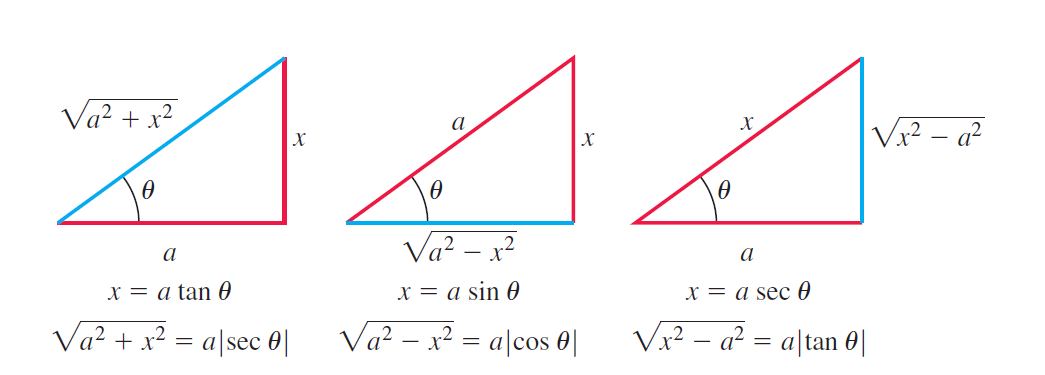 √a² + x²
x
θ
a
x = a tan θ
√a² + x² = a|sec θ|
a
x
θ
√a² − x²
x = a sin θ
√a² − x² = a|cos θ|
x
√x² − a²
θ
a
x = a sec θ
√x² − a² = a|tan θ|